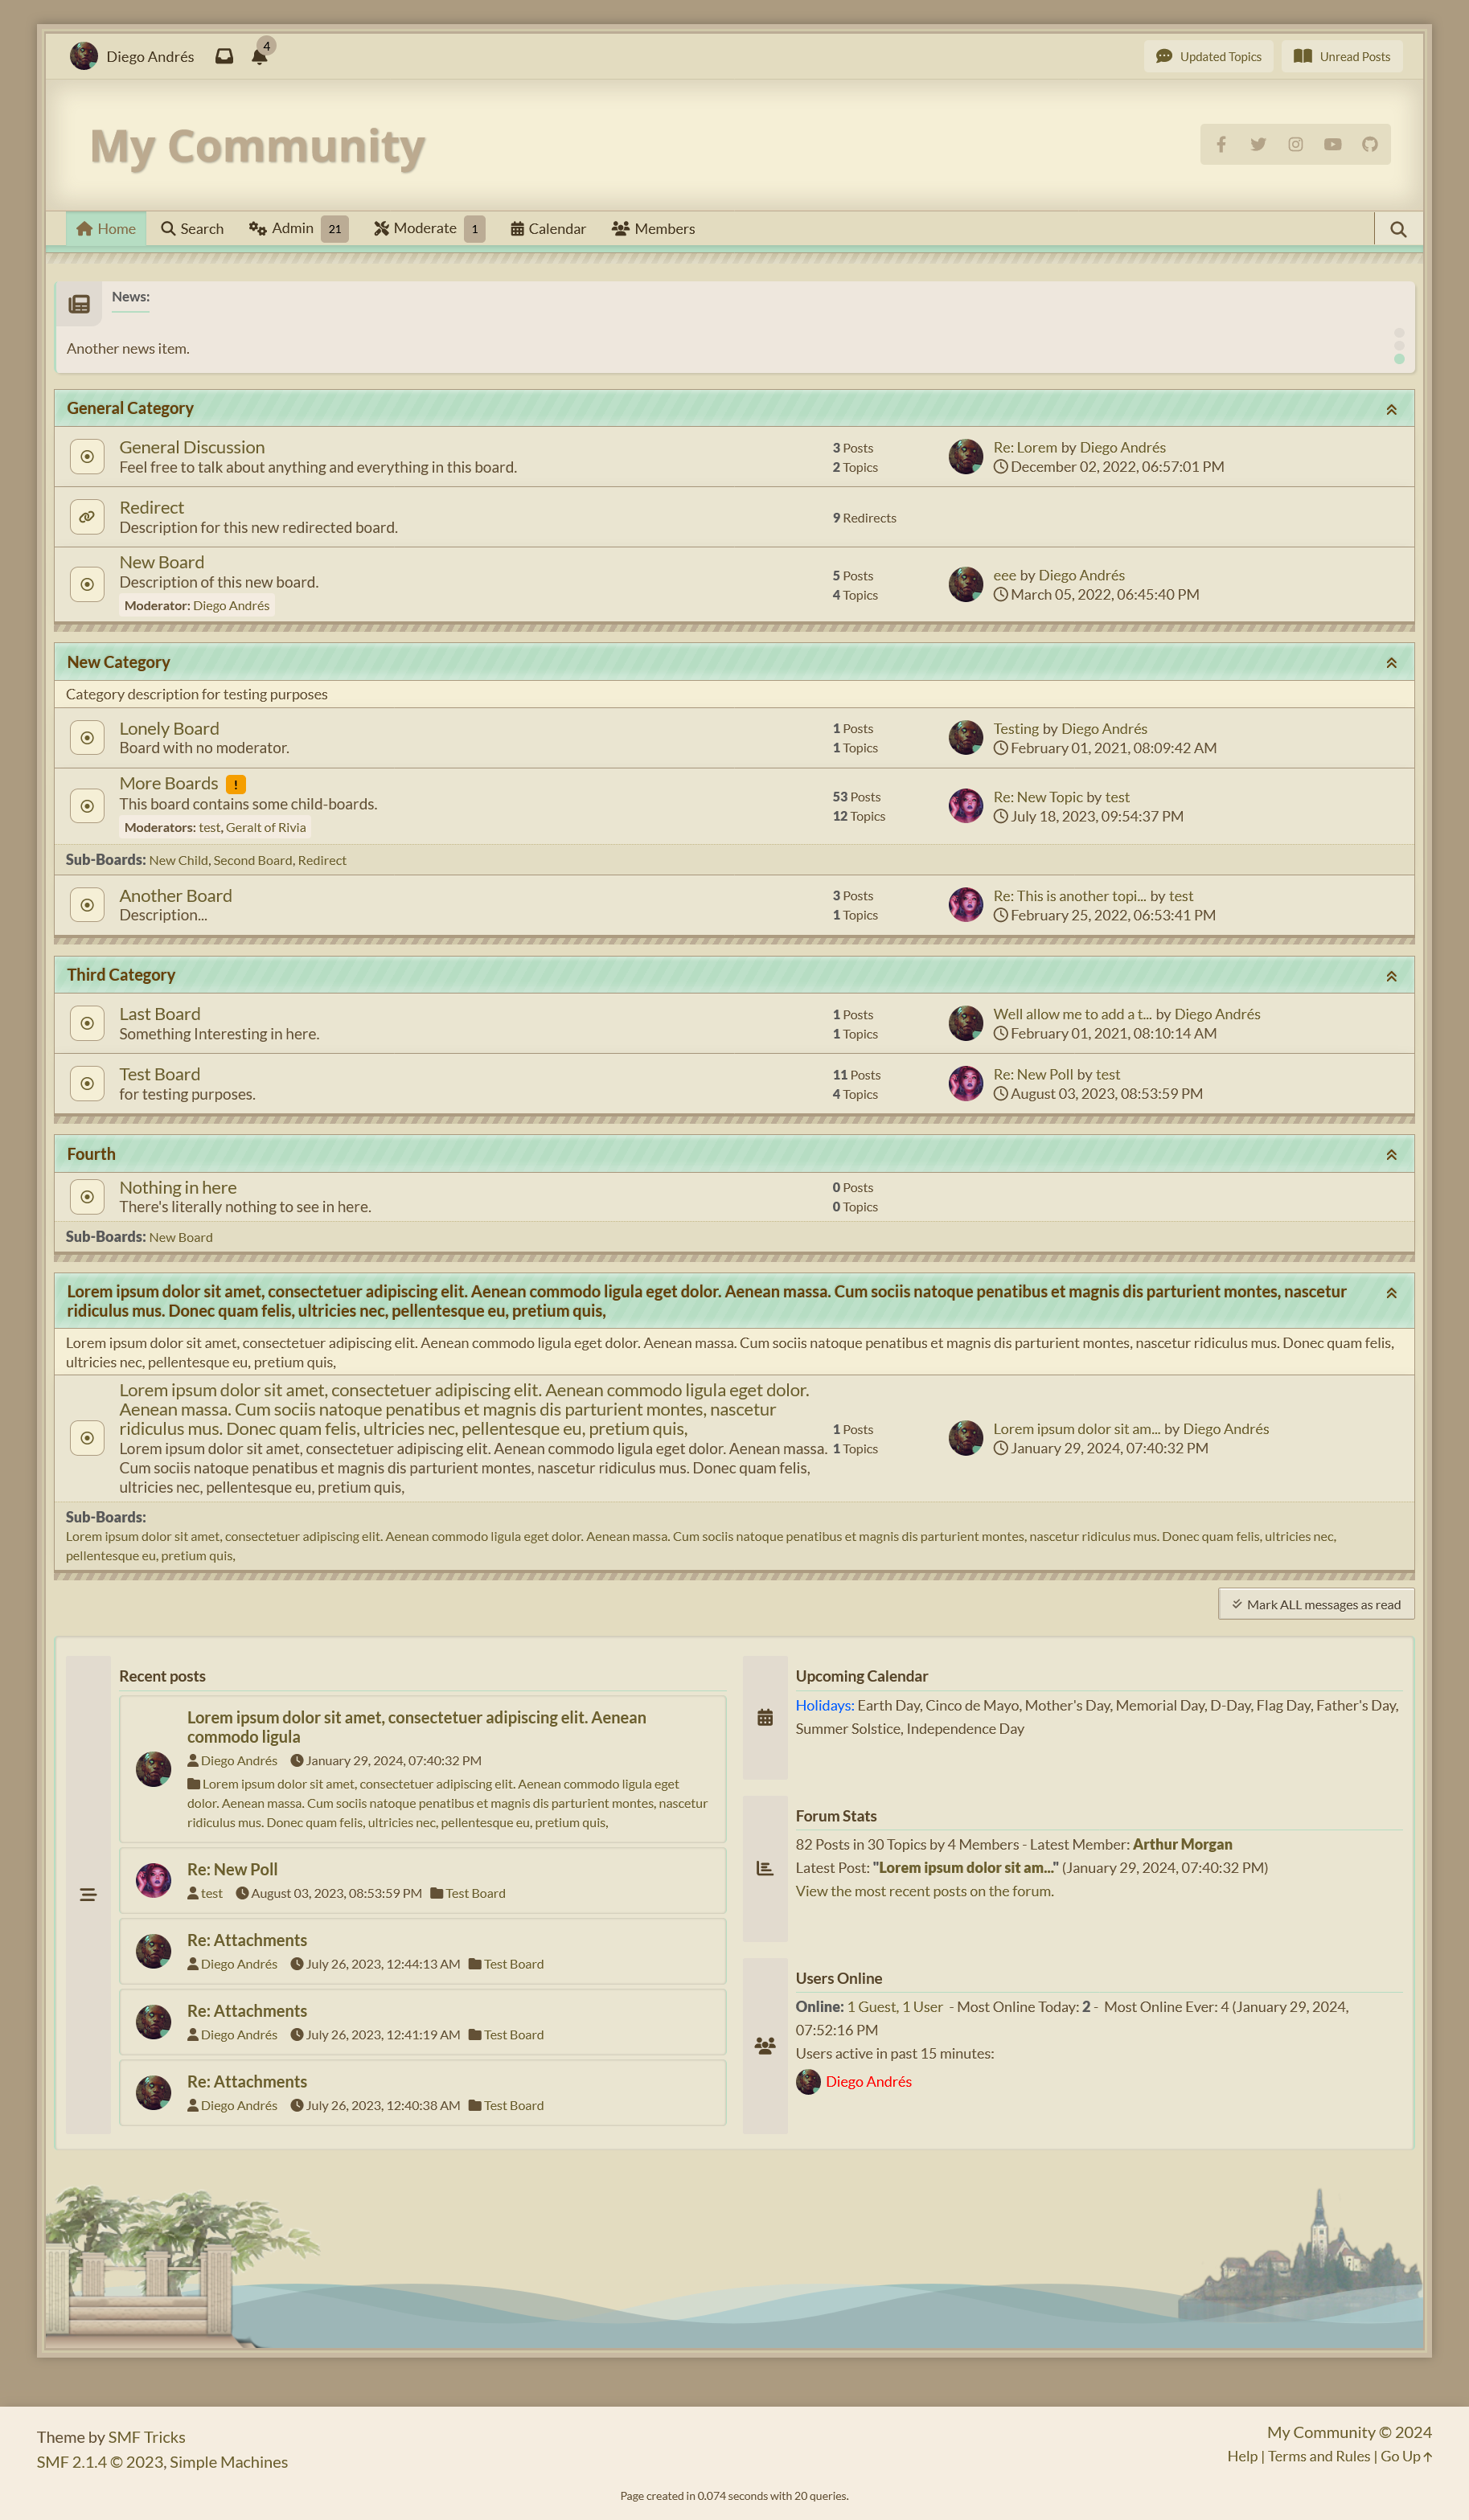 Diego Andrés
4
Updated Topics
Unread Posts
My Community
Home
Search
Admin 21
Moderate 1
Calendar
Members
News:
Another news item.
General Category
General Discussion
Feel free to talk about anything and everything in this board.
3 Posts
2 Topics
Re: Lorem by Diego Andrés
December 02, 2022, 06:57:01 PM
Redirect
Description for this new redirected board.
9 Redirects
New Board
Description of this new board.
Moderator: Diego Andrés
5 Posts
4 Topics
eee by Diego Andrés
March 05, 2022, 06:45:40 PM
New Category
Category description for testing purposes
Lonely Board
Board with no moderator.
1 Posts
1 Topics
Testing by Diego Andrés
February 01, 2021, 08:09:42 AM
More Boards !
This board contains some child-boards.
Moderators: test, Geralt of Rivia
53 Posts
12 Topics
Re: New Topic by test
July 18, 2023, 09:54:37 PM
Sub-Boards: New Child, Second Board, Redirect
Another Board
Description...
3 Posts
1 Topics
Re: This is another topi... by test
February 25, 2022, 06:53:41 PM
Third Category
Last Board
Something Interesting in here.
1 Posts
1 Topics
Well allow me to add a t... by Diego Andrés
February 01, 2021, 08:10:14 AM
Test Board
for testing purposes.
11 Posts
4 Topics
Re: New Poll by test
August 03, 2023, 08:53:59 PM
Fourth
Nothing in here
There's literally nothing to see in here.
0 Posts
0 Topics
Sub-Boards: New Board
Lorem ipsum dolor sit amet, consectetuer adipiscing elit. Aenean commodo ligula eget dolor. Aenean massa. Cum sociis natoque penatibus et magnis dis parturient montes, nascetur
ridiculus mus. Donec quam felis, ultricies nec, pellentesque eu, pretium quis,
Lorem ipsum dolor sit amet, consectetuer adipiscing elit. Aenean commodo ligula eget dolor. Aenean massa. Cum sociis natoque penatibus et magnis dis parturient montes, nascetur ridiculus mus. Donec quam felis,
ultricies nec, pellentesque eu, pretium quis,
Lorem ipsum dolor sit amet, consectetuer adipiscing elit. Aenean commodo ligula eget dolor.
Aenean massa. Cum sociis natoque penatibus et magnis dis parturient montes, nascetur
ridiculus mus. Donec quam felis, ultricies nec, pellentesque eu, pretium quis,
Lorem ipsum dolor sit amet, consectetuer adipiscing elit. Aenean commodo ligula eget dolor. Aenean massa.
Cum sociis natoque penatibus et magnis dis parturient montes, nascetur ridiculus mus. Donec quam felis,
ultricies nec, pellentesque eu, pretium quis,
1 Posts
1 Topics
Lorem ipsum dolor sit am... by Diego Andrés
January 29, 2024, 07:40:32 PM
Sub-Boards:
Lorem ipsum dolor sit amet, consectetuer adipiscing elit. Aenean commodo ligula eget dolor. Aenean massa. Cum sociis natoque penatibus et magnis dis parturient montes, nascetur ridiculus mus. Donec quam felis, ultricies nec,
pellentesque eu, pretium quis,
Mark ALL messages as read
Recent posts
Lorem ipsum dolor sit amet, consectetuer adipiscing elit. Aenean
commodo ligula
Diego Andrés January 29, 2024, 07:40:32 PM
Lorem ipsum dolor sit amet, consectetuer adipiscing elit. Aenean commodo ligula eget
dolor. Aenean massa. Cum sociis natoque penatibus et magnis dis parturient montes, nascetur
ridiculus mus. Donec quam felis, ultricies nec, pellentesque eu, pretium quis,
Re: New Poll
test August 03, 2023, 08:53:59 PM Test Board
Re: Attachments
Diego Andrés July 26, 2023, 12:44:13 AM Test Board
Re: Attachments
Diego Andrés July 26, 2023, 12:41:19 AM Test Board
Re: Attachments
Diego Andrés July 26, 2023, 12:40:38 AM Test Board
Upcoming Calendar
Holidays: Earth Day, Cinco de Mayo, Mother's Day, Memorial Day, D-Day, Flag Day, Father's Day,
Summer Solstice, Independence Day
Forum Stats
82 Posts in 30 Topics by 4 Members - Latest Member: Arthur Morgan
Latest Post: "Lorem ipsum dolor sit am..." (January 29, 2024, 07:40:32 PM)
View the most recent posts on the forum.
Users Online
Online: 1 Guest, 1 User - Most Online Today: 2 - Most Online Ever: 4 (January 29, 2024,
07:52:16 PM
Users active in past 15 minutes:
Diego Andrés
Theme by SMF Tricks
SMF 2.1.4 © 2023, Simple Machines
My Community © 2024
Help | Terms and Rules | Go Up
Page created in 0.074 seconds with 20 queries.